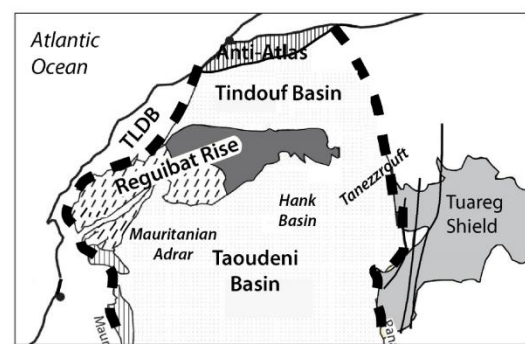 Atlantic
Ocean
Anti-Atlas
Tindouf Basin
TLDB
Reguibat Rise
Tanezzrouft
Hank
Basin
Tuareg
Shield
Mauritanian
Adrar
Taoudeni
Basin